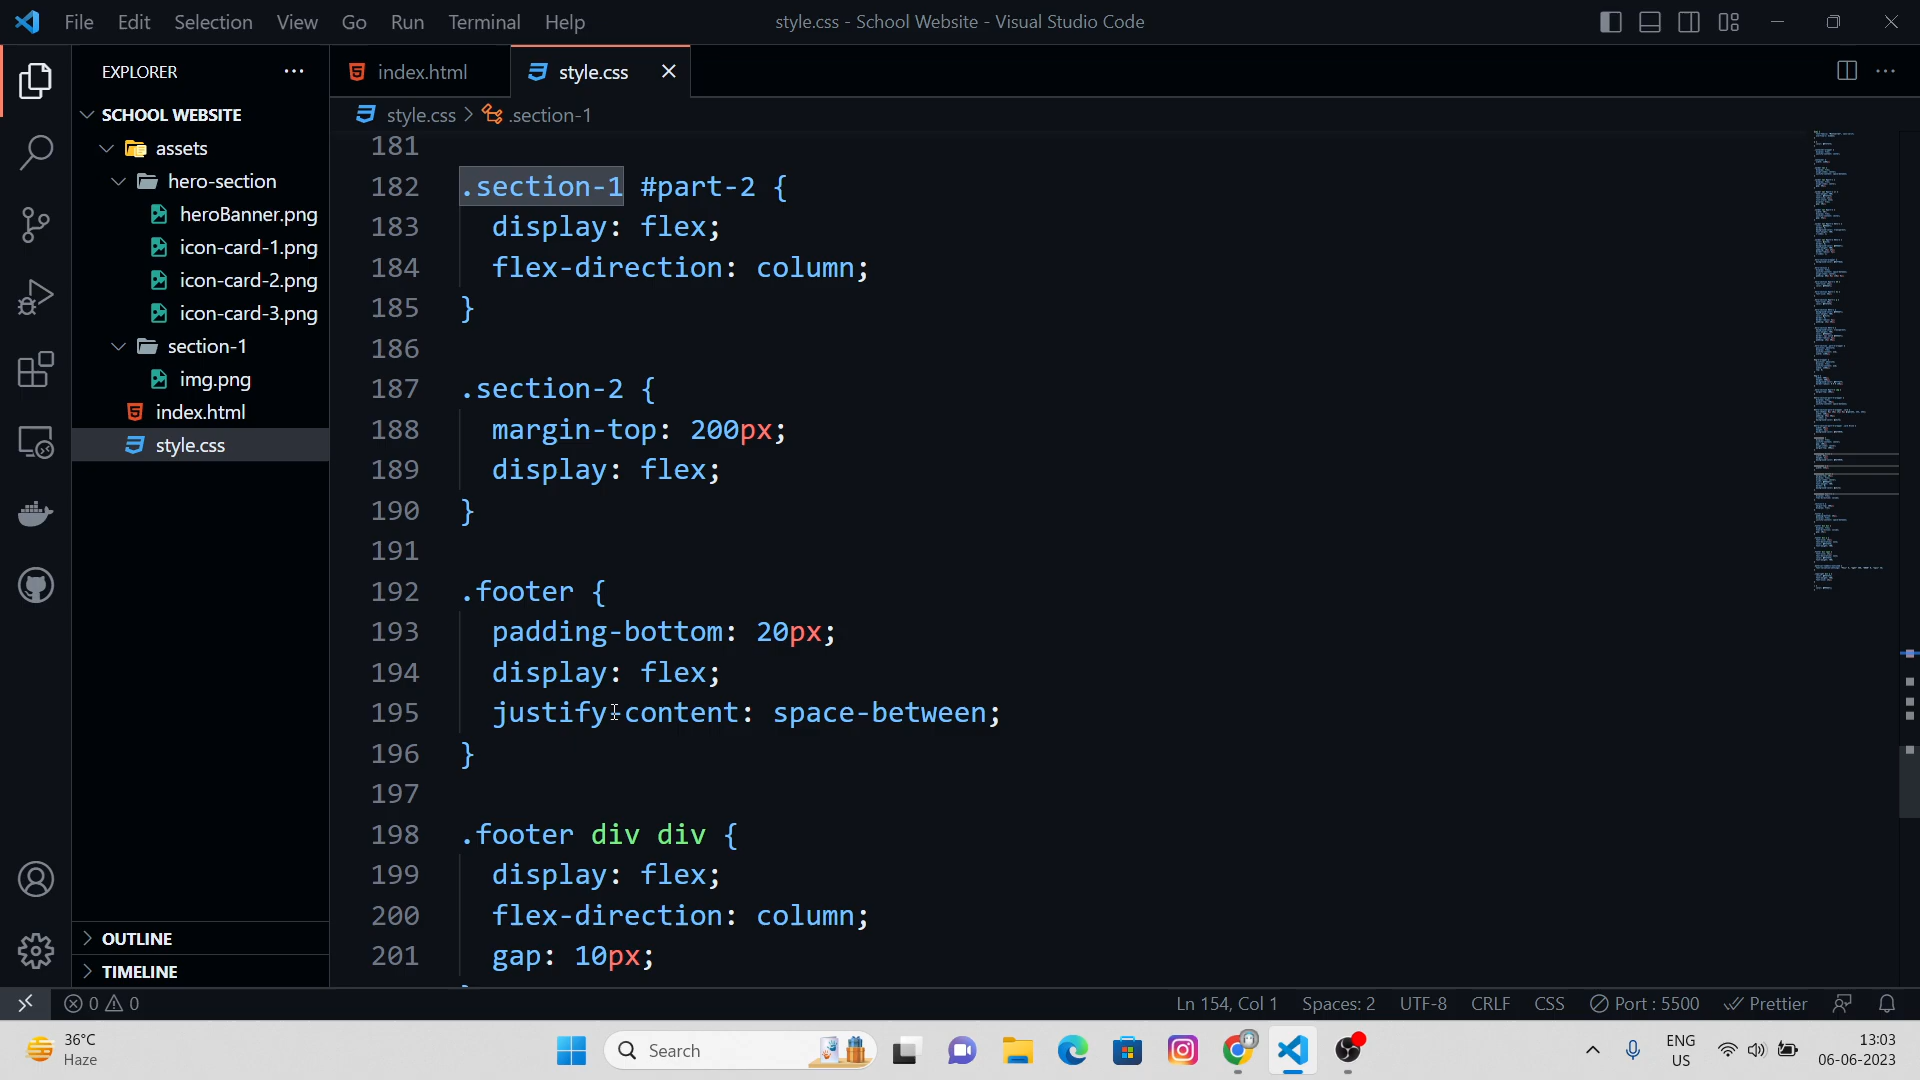 File Edit Selection View Go Run Terminal Help
style.css - School Website - Visual Studio Code
EXPLORER
SCHOOL WEBSITE
assets
hero-section
heroBanner.png
icon-card-1.png
icon-card-2.png
icon-card-3.png
section-1
img.png
index.html
style.css
OUTLINE
TIMELINE
index.html style.css
style.css > .section-1
181
182 .section-1 #part-2 {
183 display: flex;
184 flex-direction: column;
185 }
186
187 .section-2 {
188 margin-top: 200px;
189 display: flex;
190 }
191
192 .footer {
193 padding-bottom: 20px;
194 display: flex;
195 justify-content: space-between;
196 }
197
198 .footer div div {
199 display: flex;
200 flex-direction: column;
201 gap: 10px;
0 0 Ln 154, Col 1 Spaces: 2 UTF-8 CRLF CSS Port : 5500 Prettier
36°C
Haze
Search
ENG
US
13:03
06-06-2023